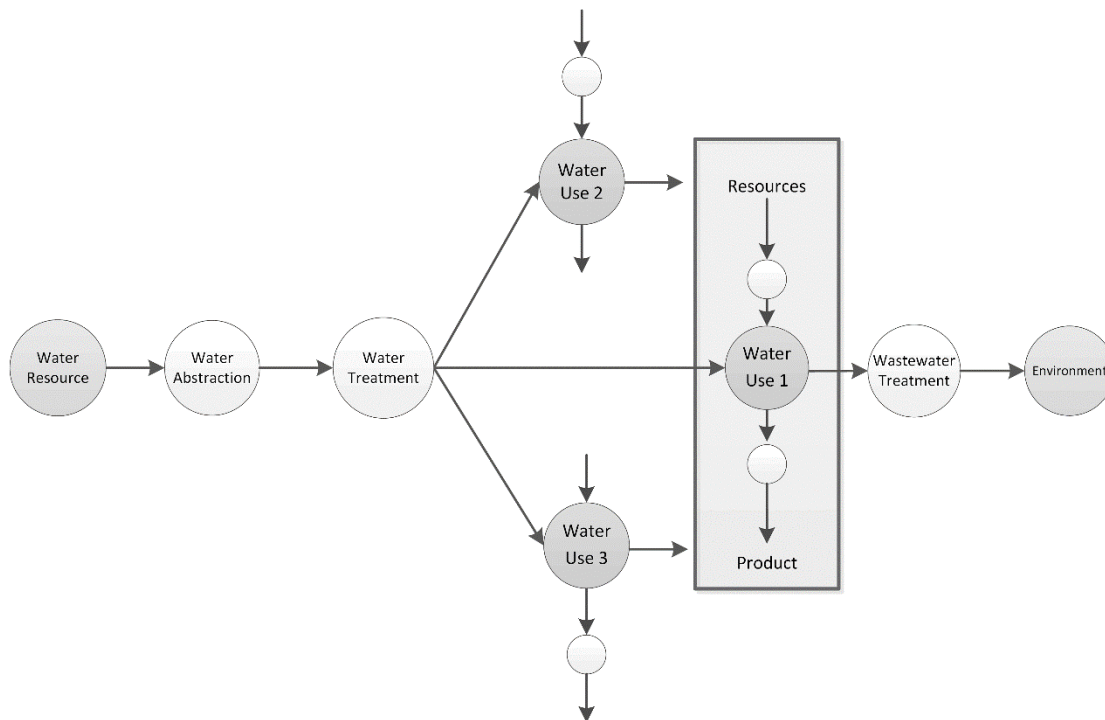 Water
Use 2
Resources
Water
Resource
Water
Abstraction
Water
Treatment
Water
Use 1
Wastewater
Treatment
Environment
Water
Use 3
Product